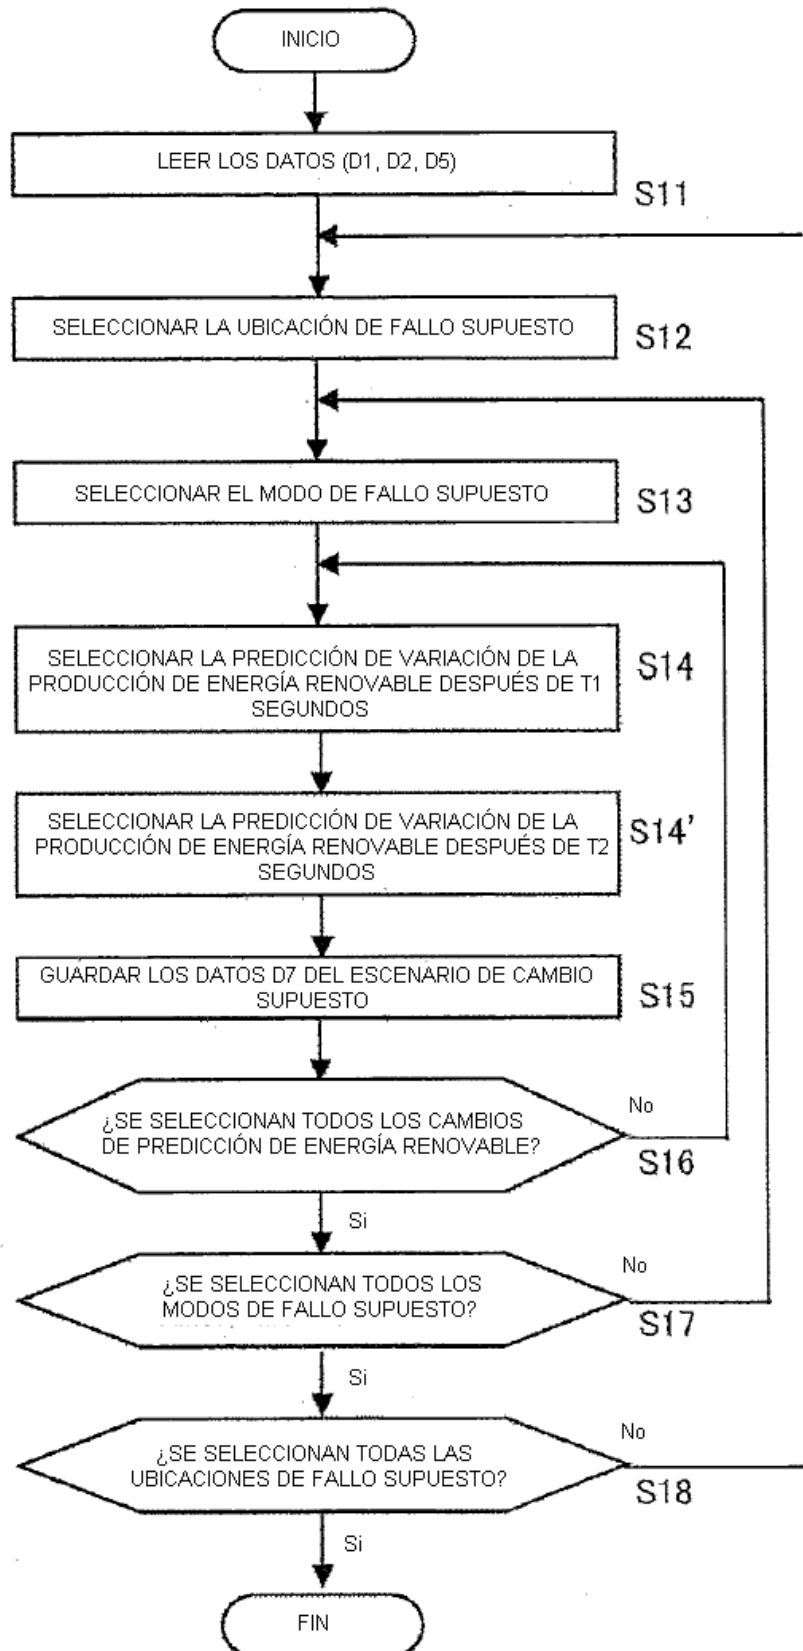 INICIO
LEER LOS DATOS (D1, D2, D5)
S11
SELECCIONAR LA UBICACIÓN DE FALLO SUPUESTO
S12
SELECCIONAR EL MODO DE FALLO SUPUESTO
S13
SELECCIONAR LA PREDICCIÓN DE VARIACIÓN DE LA
PRODUCCIÓN DE ENERGÍA RENOVABLE DESPUÉS DE T1
SEGUNDOS
S14
SELECCIONAR LA PREDICCIÓN DE VARIACIÓN DE LA
PRODUCCIÓN DE ENERGÍA RENOVABLE DESPUÉS DE T2
SEGUNDOS
S14'
GUARDAR LOS DATOS D7 DEL ESCENARIO DE CAMBIO
SUPUESTO
S15
¿SE SELECCIONAN TODOS LOS CAMBIOS
DE PREDICCIÓN DE ENERGÍA RENOVABLE?
No
S16
Si
¿SE SELECCIONAN TODOS LOS
MODOS DE FALLO SUPUESTO?
No
S17
Si
¿SE SELECCIONAN TODAS LAS
UBICACIONES DE FALLO SUPUESTO?
No
S18
Si
FIN